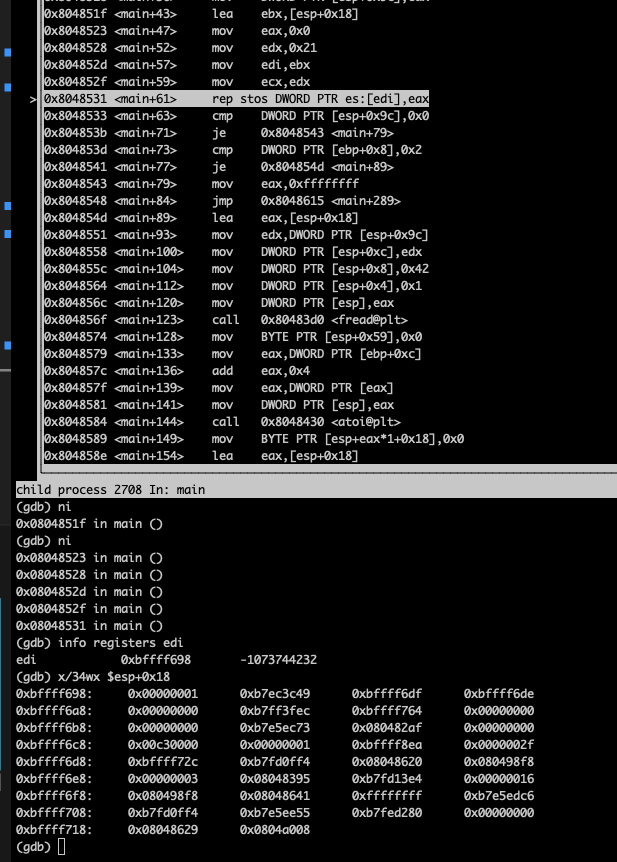 0x804851f <main+43> lea ebx,[esp+0x18]
0x8048523 <main+47> mov eax,0x0
0x8048528 <main+52> mov edx,0x21
0x804852d <main+57> mov edi,ebx
0x804852f <main+59> mov ecx,edx
> 0x8048531 <main+61> rep stos DWORD PTR es:[edi],eax
0x8048533 <main+63> cmp DWORD PTR [esp+0x9c],0x0
0x804853b <main+71> je 0x8048543 <main+79>
0x804853d <main+73> cmp DWORD PTR [ebp+0x8],0x2
0x8048541 <main+77> je 0x804854d <main+89>
0x8048543 <main+79> mov eax,0xffffffff
0x8048548 <main+84> jmp 0x8048615 <main+289>
0x804854d <main+89> lea eax,[esp+0x18]
0x8048551 <main+93> mov edx,DWORD PTR [esp+0x9c]
0x8048558 <main+100> mov DWORD PTR [esp+0xc],edx
0x804855c <main+104> mov DWORD PTR [esp+0x8],0x42
0x8048564 <main+112> mov DWORD PTR [esp+0x4],0x1
0x804856c <main+120> mov DWORD PTR [esp],eax
0x804856f <main+123> call 0x80483d0 <fread@plt>
0x8048574 <main+128> mov BYTE PTR [esp+0x59],0x0
0x8048579 <main+133> mov eax,DWORD PTR [ebp+0xc]
0x804857c <main+136> add eax,0x4
0x804857f <main+139> mov eax,DWORD PTR [eax]
0x8048581 <main+141> mov DWORD PTR [esp],eax
0x8048584 <main+144> call 0x8048430 <atoi@plt>
0x8048589 <main+149> mov BYTE PTR [esp+eax*1+0x18],0x0
0x804858e <main+154> lea eax,[esp+0x18]
child process 2708 In: main
(gdb) ni
0x0804851f in main ()
(gdb) ni
0x08048523 in main ()
0x08048528 in main ()
0x0804852d in main ()
0x0804852f in main ()
0x08048531 in main ()
(gdb) info registers edi
edi 0xbffff698 -1073744232
(gdb) x/34wx $esp+0x18
0xbffff698: 0x00000001 0xb7ec3c49 0xbffff6df 0xbffff6de
0xbffff6a8: 0x00000000 0xb7ff3fec 0xbffff764 0x00000000
0xbffff6b8: 0x00000000 0xb7e5ec73 0x080482af 0x00000000
0xbffff6c8: 0x00c30000 0x00000001 0xbffff8ea 0x0000002f
0xbffff6d8: 0xbffff72c 0xb7fd0ff4 0x08048620 0x080498f8
0xbffff6e8: 0x00000003 0x08048395 0xb7fd13e4 0x00000016
0xbffff6f8: 0x080498f8 0x08048641 0xffffffff 0xb7e5edc6
0xbffff708: 0xb7fd0ff4 0xb7e5ee55 0xb7fed280 0x00000000
0xbffff718: 0x08048629 0x0804a008
(gdb)